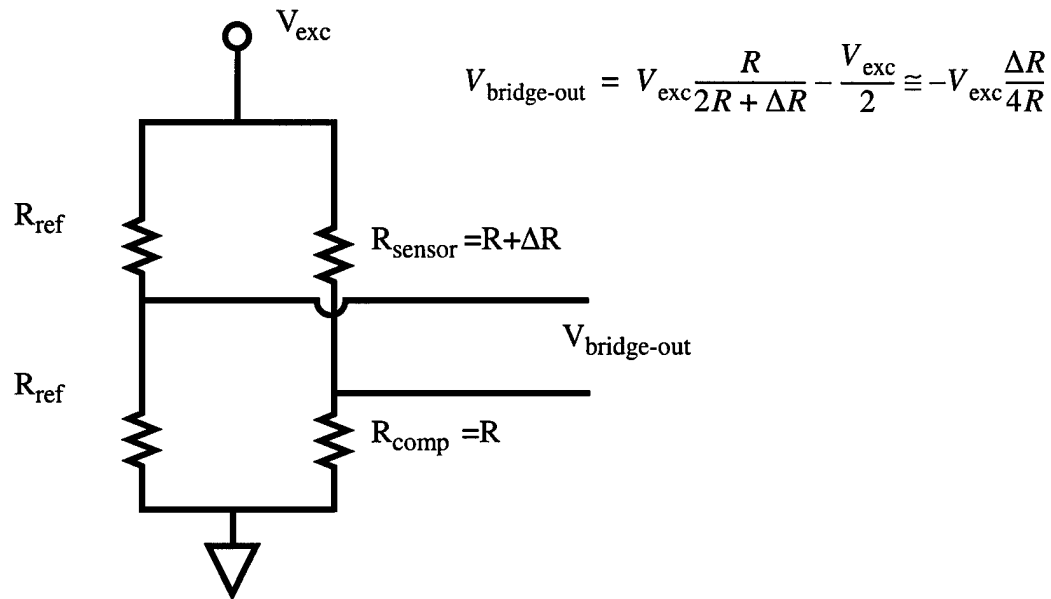 V_exc
V_bridge-out = V_exc R/(2R + ΔR) - V_exc/2 ≅ -V_exc ΔR/4R
R_ref
R_sensor =R+ΔR
V_bridge-out
R_ref
R_comp =R